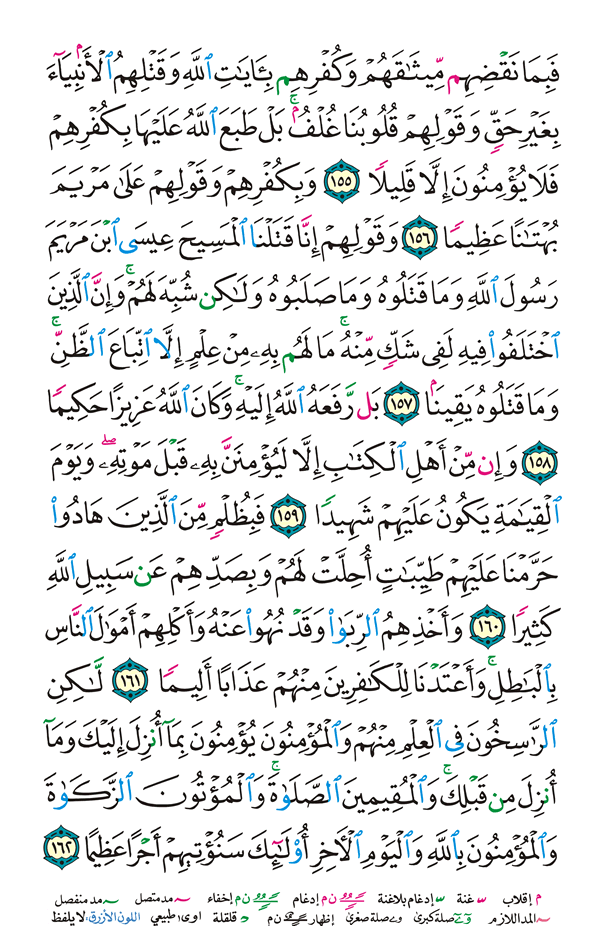 فَبِمَا نَقْضِهِم مِّيثَٰقَهُمْ وَكُفْرِهِم بِـَٔايَٰتِ ٱللَّهِ وَقَتْلِهِمُ ٱلْأَنۢبِيَآءَ
بِغَيْرِ حَقٍّ وَقَوْلِهِمْ قُلُوبُنَا غُلْفٌۢ ۚ بَلْ طَبَعَ ٱللَّهُ عَلَيْهَا بِكُفْرِهِمْ
فَلَا يُؤْمِنُونَ إِلَّا قَلِيلًا ١٥٥ وَبِكُفْرِهِمْ وَقَوْلِهِمْ عَلَىٰ مَرْيَمَ
بُهْتَٰنًا عَظِيمًا ١٥٦ وَقَوْلِهِمْ إِنَّا قَتَلْنَا ٱلْمَسِيحَ عِيسَى ٱبْنَ مَرْيَمَ
رَسُولَ ٱللَّهِ وَمَا قَتَلُوهُ وَمَا صَلَبُوهُ وَلَٰكِن شُبِّهَ لَهُمْ ۚ وَإِنَّ ٱلَّذِينَ
ٱخْتَلَفُوا۟ فِيهِ لَفِى شَكٍّ مِّنْهُ ۚ مَا لَهُم بِهِۦ مِنْ عِلْمٍ إِلَّا ٱتِّبَاعَ ٱلظَّنِّ ۚ
وَمَا قَتَلُوهُ يَقِينًۢا ١٥٧ بَل رَّفَعَهُ ٱللَّهُ إِلَيْهِ ۚ وَكَانَ ٱللَّهُ عَزِيزًا حَكِيمًا
١٥٨ وَإِن مِّنْ أَهْلِ ٱلْكِتَٰبِ إِلَّا لَيُؤْمِنَنَّ بِهِۦ قَبْلَ مَوْتِهِۦ ۖ وَيَوْمَ
ٱلْقِيَٰمَةِ يَكُونُ عَلَيْهِمْ شَهِيدًا ١٥٩ فَبِظُلْمٍ مِّنَ ٱلَّذِينَ هَادُوا۟
حَرَّمْنَا عَلَيْهِمْ طَيِّبَٰتٍ أُحِلَّتْ لَهُمْ وَبِصَدِّهِمْ عَن سَبِيلِ ٱللَّهِ
كَثِيرًا ١٦٠ وَأَخْذِهِمُ ٱلرِّبَوٰا۟ وَقَدْ نُهُوا۟ عَنْهُ وَأَكْلِهِمْ أَمْوَٰلَ ٱلنَّاسِ
بِٱلْبَٰطِلِ ۚ وَأَعْتَدْنَا لِلْكَٰفِرِينَ مِنْهُمْ عَذَابًا أَلِيمًا ١٦١ لَّٰكِنِ
ٱلرَّٰسِخُونَ فِى ٱلْعِلْمِ مِنْهُمْ وَٱلْمُؤْمِنُونَ يُؤْمِنُونَ بِمَآ أُنزِلَ إِلَيْكَ وَمَآ
أُنزِلَ مِن قَبْلِكَ ۚ وَٱلْمُقِيمِينَ ٱلصَّلَوٰةَ ۚ وَٱلْمُؤْتُونَ ٱلزَّكَوٰةَ
وَٱلْمُؤْمِنُونَ بِٱللَّهِ وَٱلْيَوْمِ ٱلْـَٔاخِرِ أُو۟لَٰٓئِكَ سَنُؤْتِيهِمْ أَجْرًا عَظِيمًا ١٦٢
م إقلاب غنة إدغام بلاغنة ن م إدغام ن م إخفاء مد متصل مد منفصل
المد اللازم صلة كبرى صلة صغرى إظهار ن م قلقلة اوى طبيعي اللون الأزرق: لا يلفظ